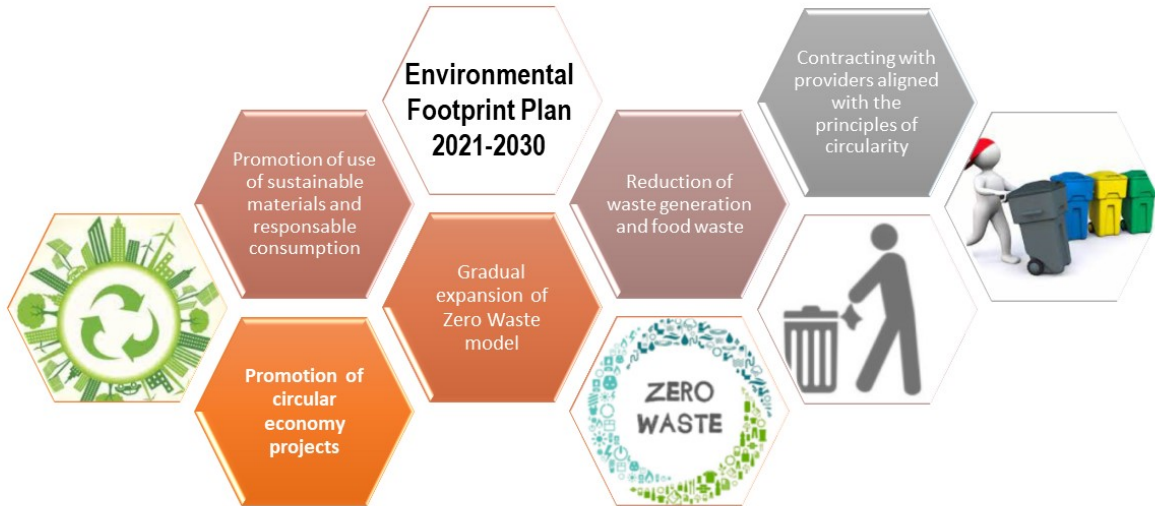 Environmental
Footprint Plan
2021-2030
Contracting with
providers aligned
with the
principles of
circularity
Promotion of use
of sustainable
materials and
responsible
consumption
Reduction of
waste generation
and food waste
Gradual
expansion of
Zero Waste
model
Promotion of
circular
economy
projects
ZERO
WASTE